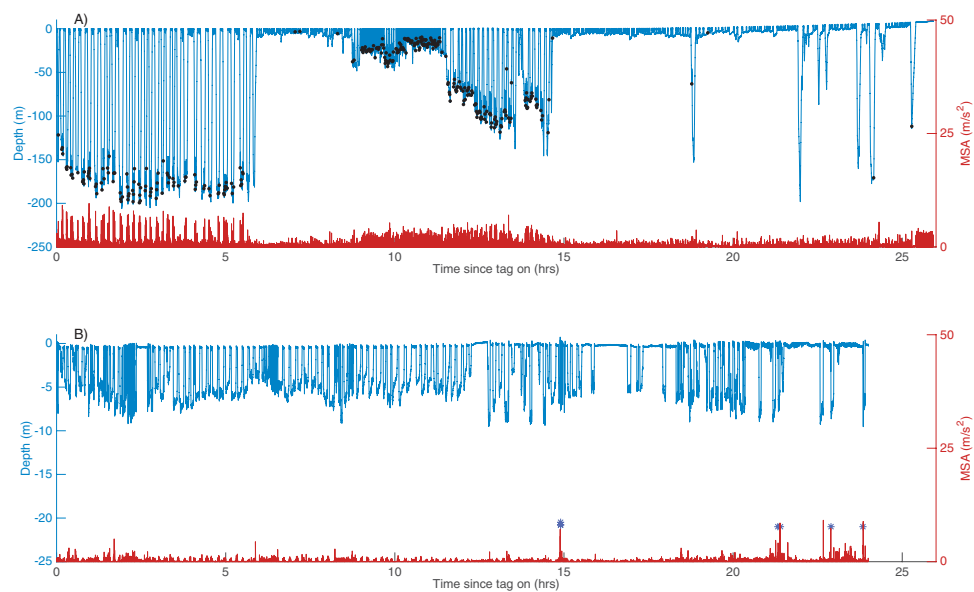 A)
50
0
-50
-100
-150
-200
-250
Depth (m)
25
0
MSA (m/s²)
0 5 10 15 20 25
Time since tag on (hrs)
B)
50
0
-5
-10
-15
-20
-25
Depth (m)
25
0
MSA (m/s²)
0 5 10 15 20 25
Time since tag on (hrs)